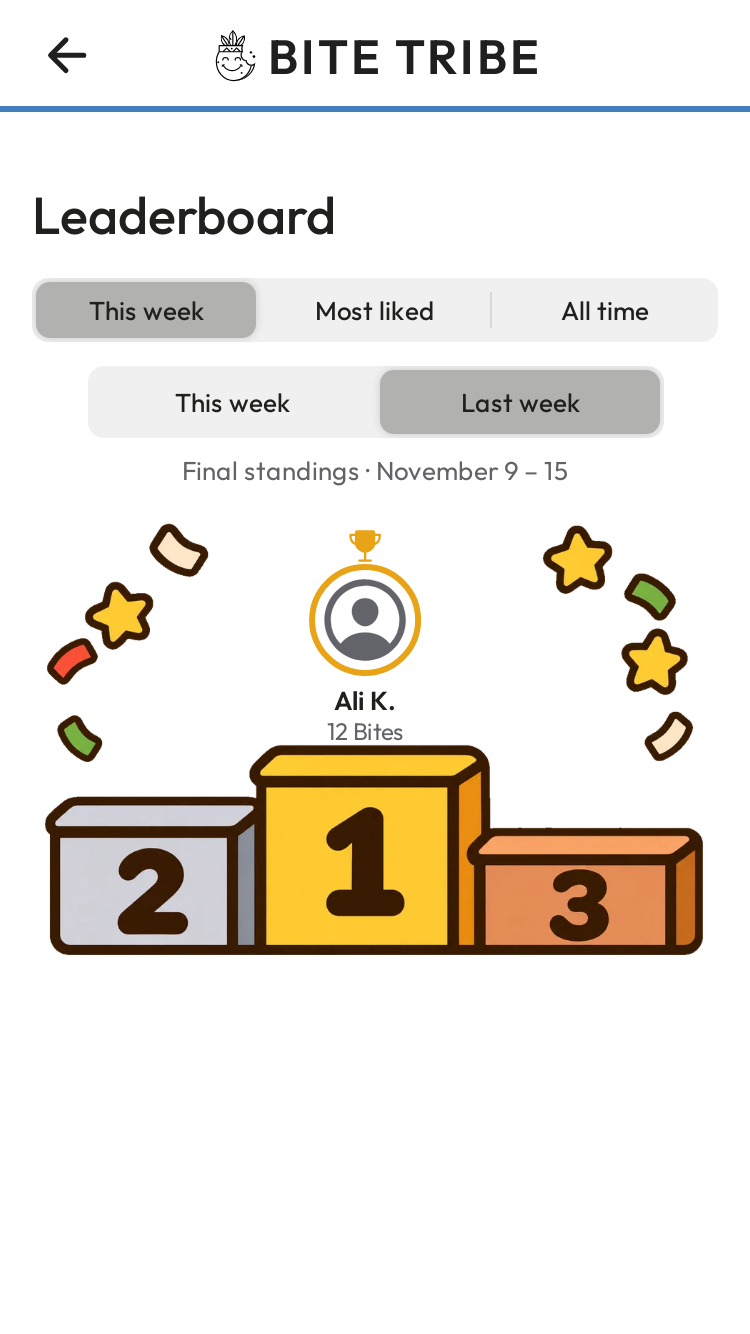 BITE TRIBE
Leaderboard
This week Most liked All time
This week Last week
Final standings · November 9 – 15
Ali K.
12 Bites
1
2
3